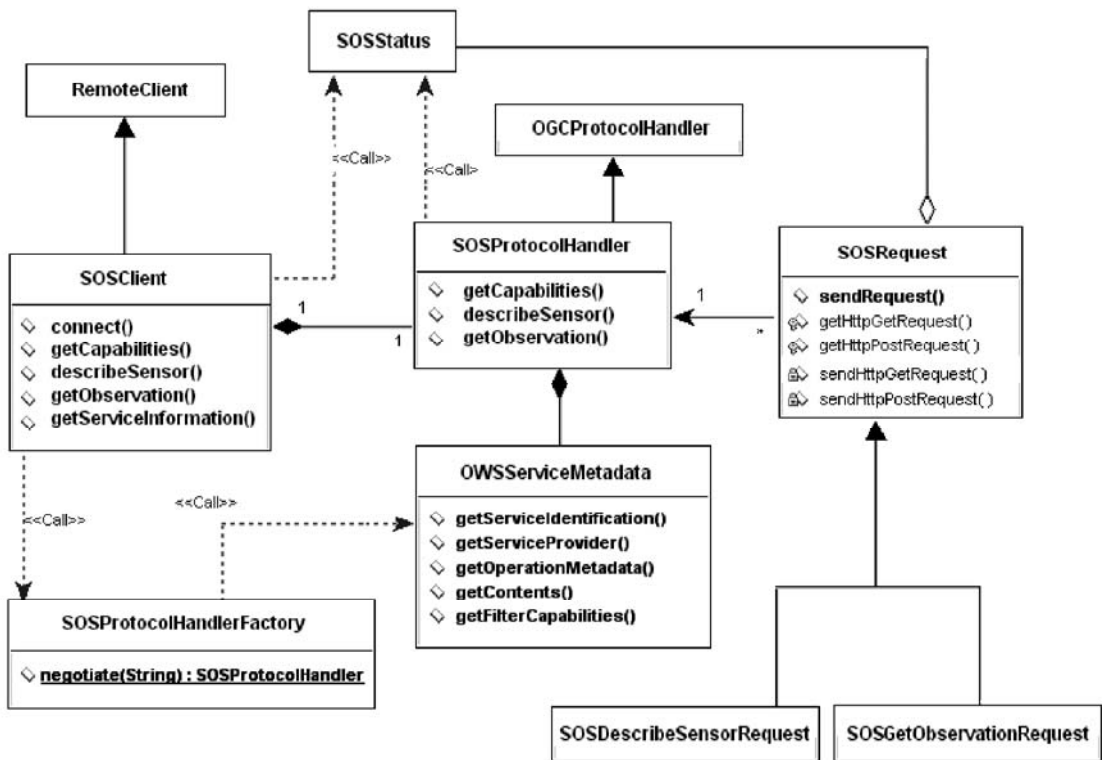 SOSStatus
RemoteClient
OGCProtocolHandler
<<Call>>
<<Call>
SOSProtocolHandler
getCapabilities()
describeSensor()
getObservation()
SOSRequest
sendRequest()
getHttpGetRequest()
getHttpPostRequest()
sendHttpGetRequest()
sendHttpPostRequest()
SOSClient
connect()
getCapabilities()
describeSensor()
getObservation()
getServiceInformation()
1
1
1
*
OWSServiceMetadata
getServiceIdentification()
getServiceProvider()
getOperationMetadata()
getContents()
getFilterCapabilities()
<<Call>>
<<Call>>
SOSProtocolHandlerFactory
negotiate(String) : SOSProtocolHandler
SOSDescribeSensorRequest
SOSGetObservationRequest